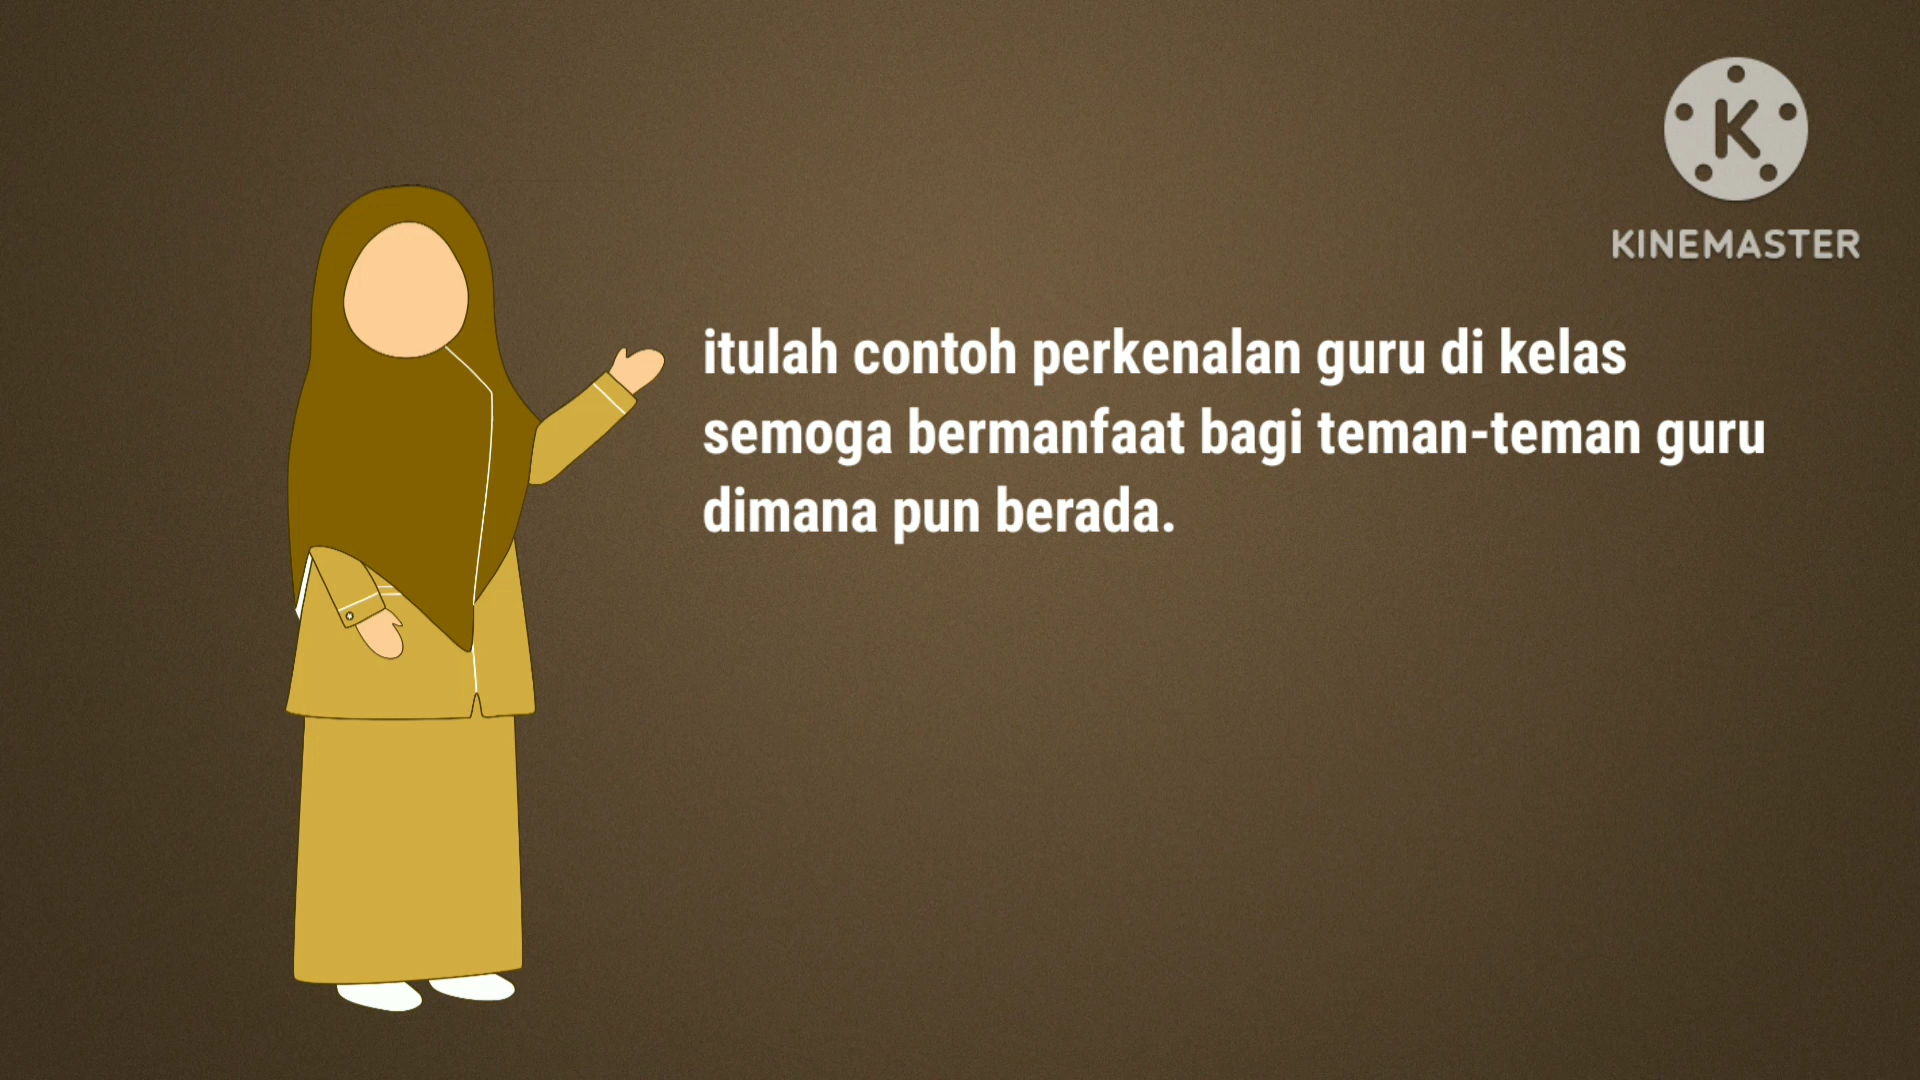 K
KINEMASTER
itulah contoh perkenalan guru di kelas
semoga bermanfaat bagi teman-teman guru
dimana pun berada.